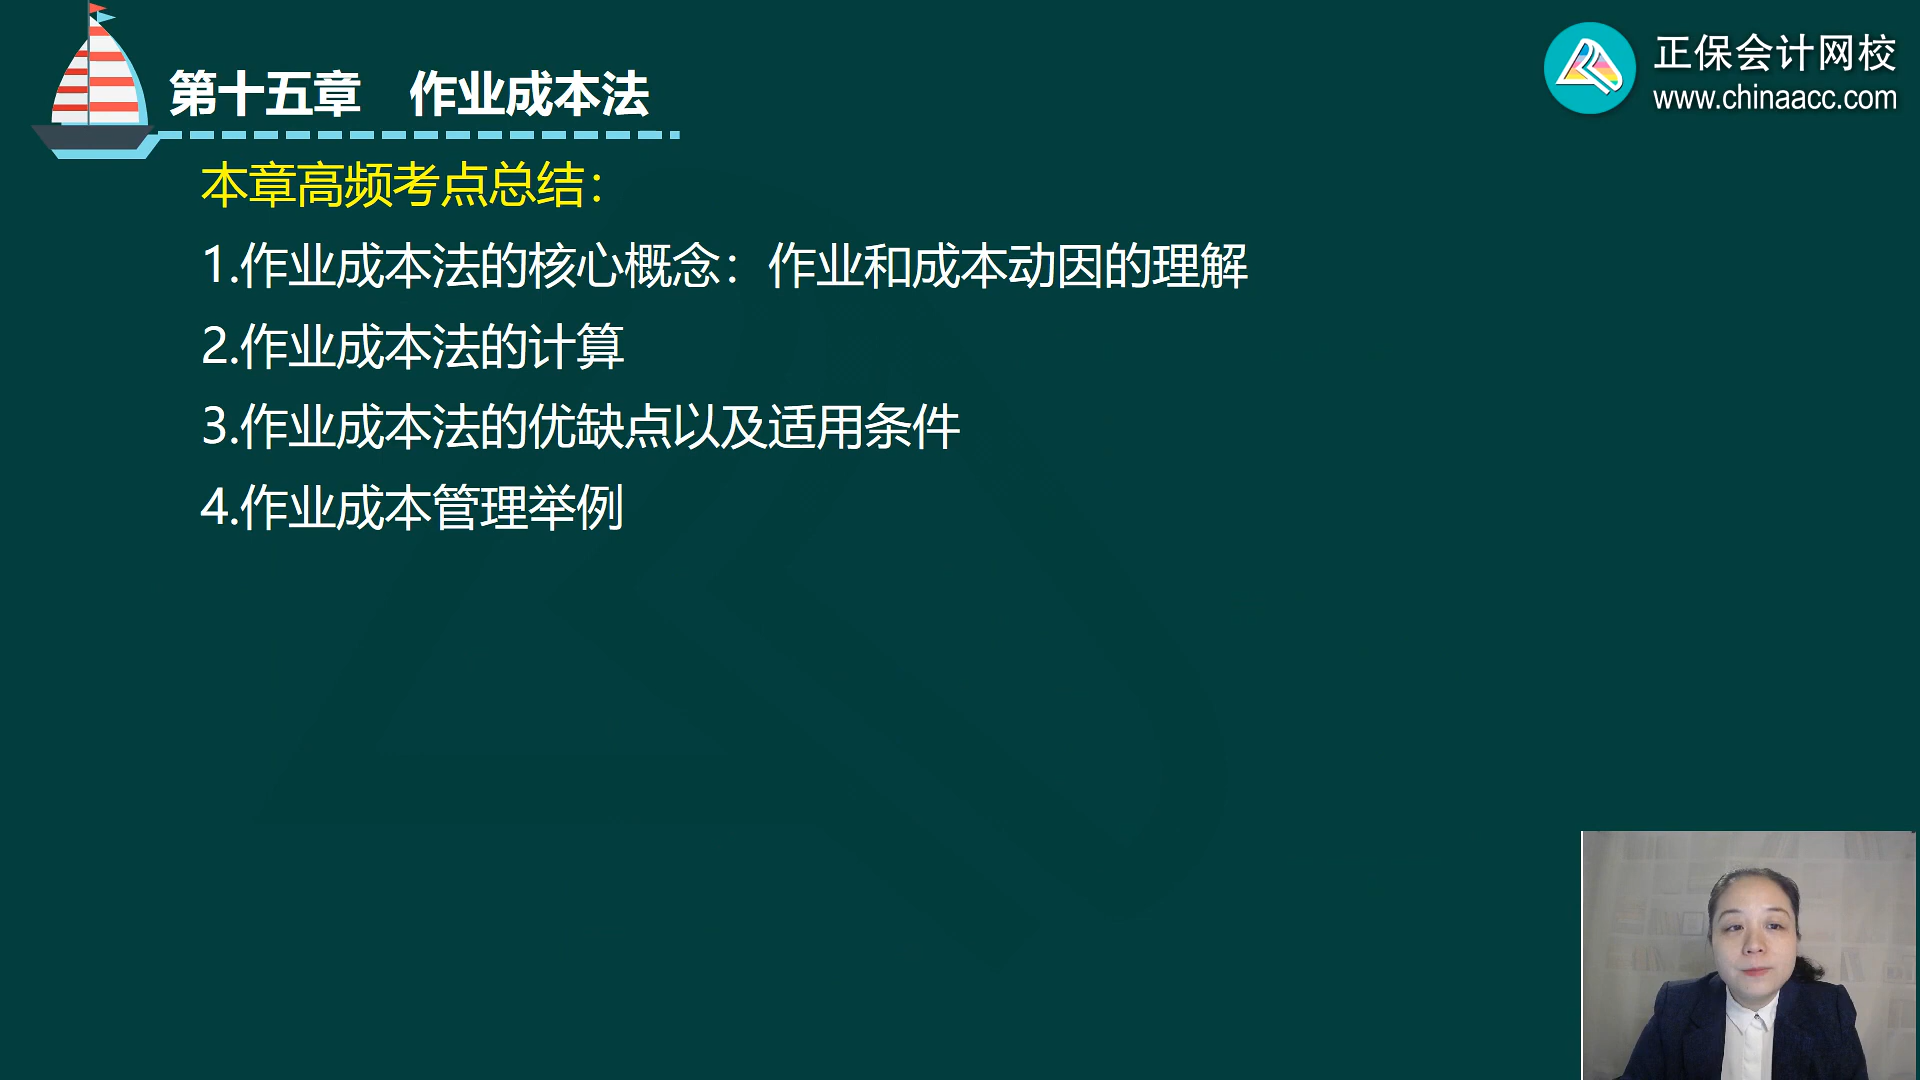 第十五章 作业成本法
正保会计网校
www.chinaacc.com
本章高频考点总结：
1.作业成本法的核心概念：作业和成本动因的理解
2.作业成本法的计算
3.作业成本法的优缺点以及适用条件
4.作业成本管理举例